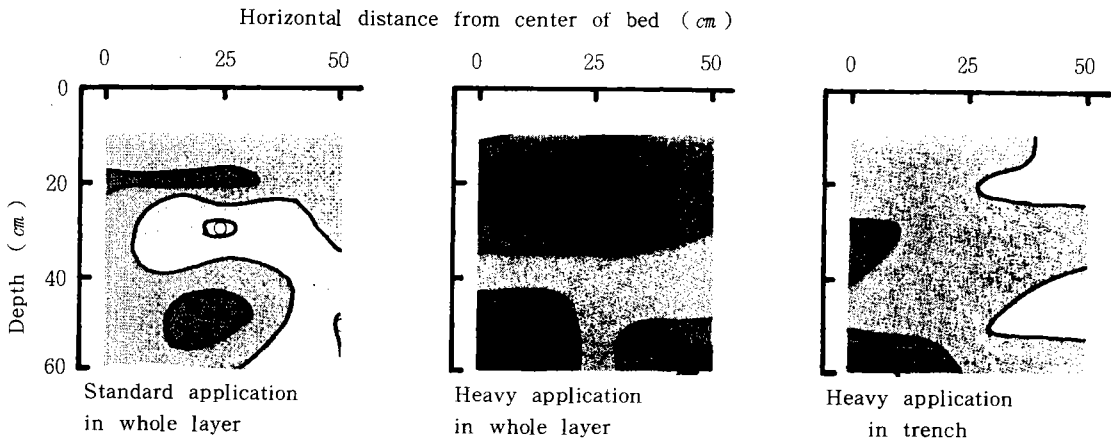 Horizontal distance from center of bed (cm)
0 25 50
0 25 50
0 25 50
0
20
40
60
Depth (cm)
Standard application
in whole layer
Heavy application
in whole layer
Heavy application
in trench